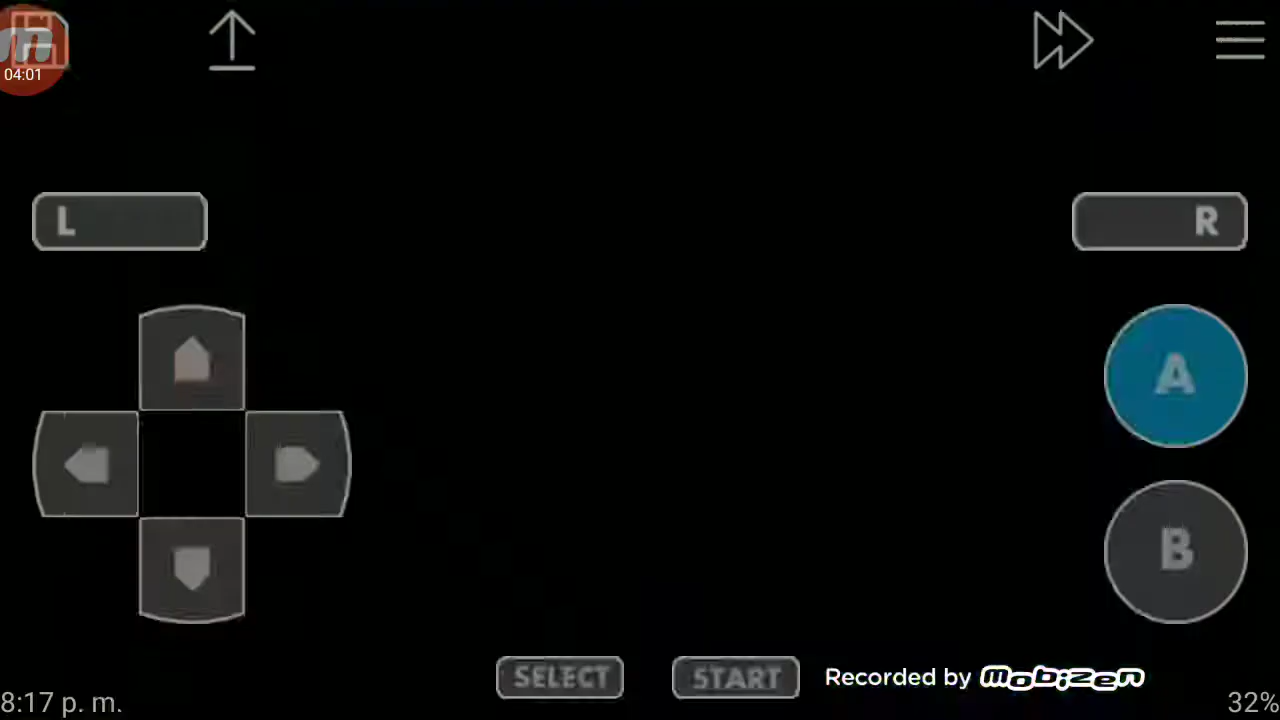 04:01
L
R
A
B
SELECT
START
Recorded by mobizen
8:17 p. m.
32%